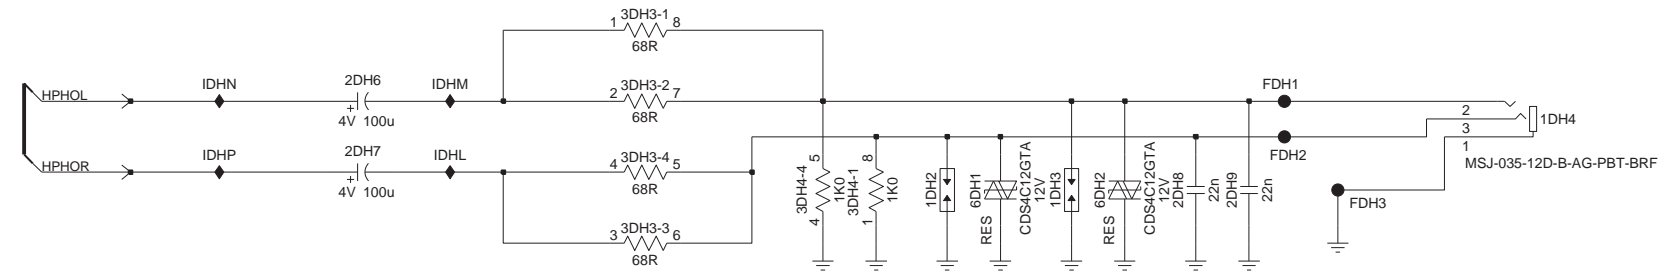 3DH3-1
1 8
68R
HPHOL
IDHN
2DH6
+
4V 100u
IDHM
3DH3-2
2 7
68R
FDH1
HPHOR
IDHP
2DH7
+
4V 100u
IDHL
3DH3-4
4 5
68R
3DH3-3
3 6
68R
3DH4-4
1K0
5
4
3DH4-1
1K0
8
1
1DH2
6DH1
RES
CDS4C12GTA
12V
1DH3
6DH2
RES
CDS4C12GTA
12V
2DH8
22n
2DH9
22n
FDH2
2
3
1
1DH4
MSJ-035-12D-B-AG-PBT-BRF
FDH3